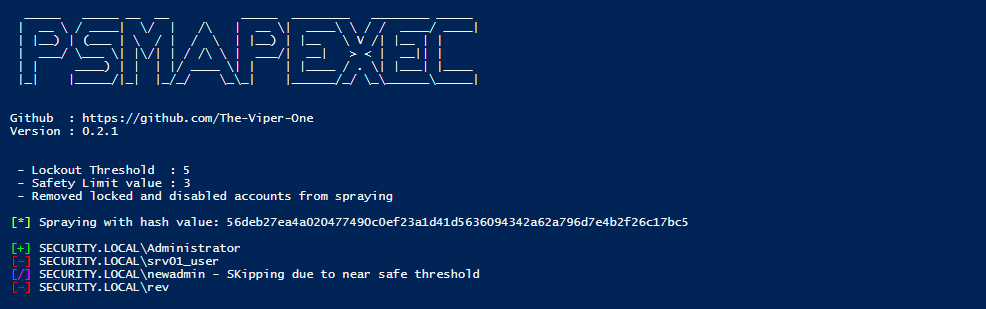 PSMAPEXEC
Github  : https://github.com/The-Viper-One
Version : 0.2.1
- Lockout Threshold  : 5
- Safety Limit value : 3
- Removed locked and disabled accounts from spraying
[*] Spraying with hash value: 56deb27ea4a020477490c0ef23a1d41d5636094342a62a796d7e4b2f26c17bc5
[+] SECURITY.LOCAL\Administrator
[-] SECURITY.LOCAL\srv01_user
[/] SECURITY.LOCAL\newadmin - SKipping due to near safe threshold
[-] SECURITY.LOCAL\rev